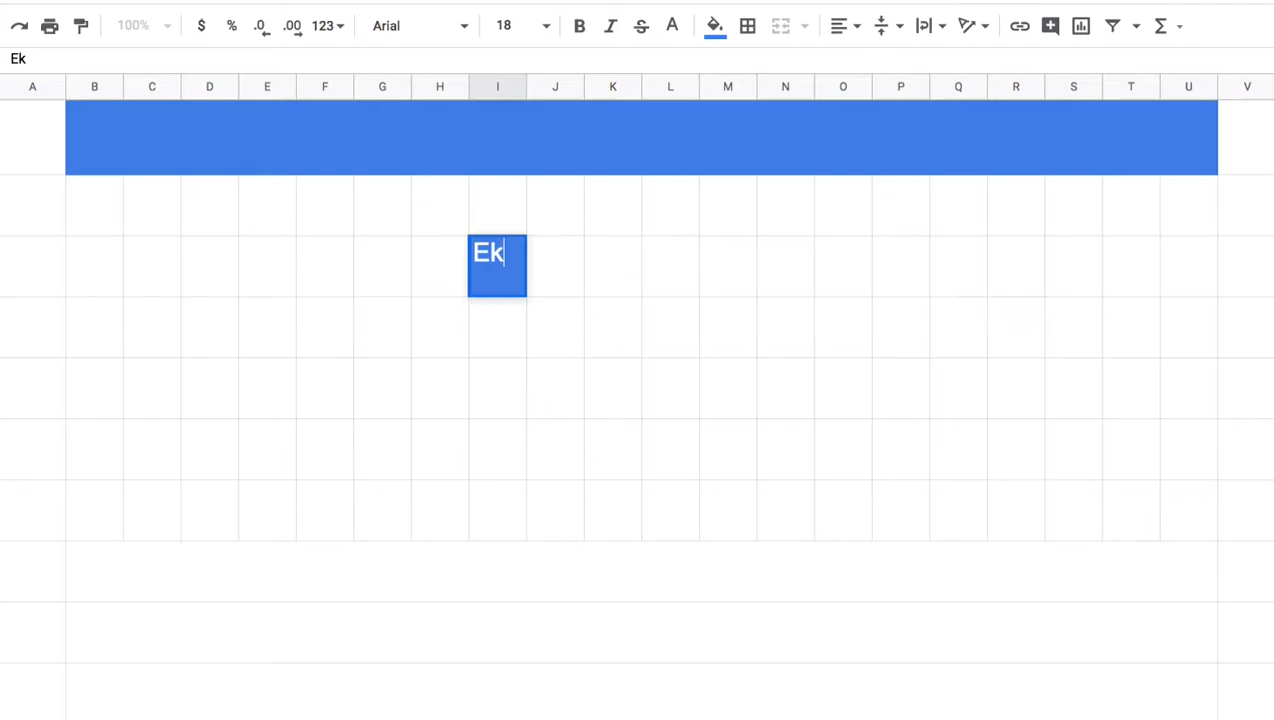 100% $ % .0 .00 123 Arial 18 B I S A Σ
Ek
A B C D E F G H I J K L M N O P Q R S T U V
Ek